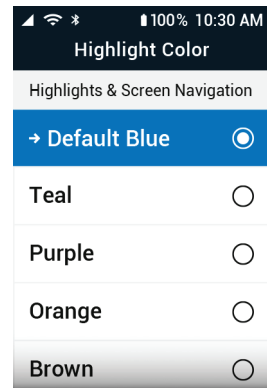 100% 10:30 AM
Highlight Color
Highlights & Screen Navigation
Default Blue
Teal
Purple
Orange
Brown